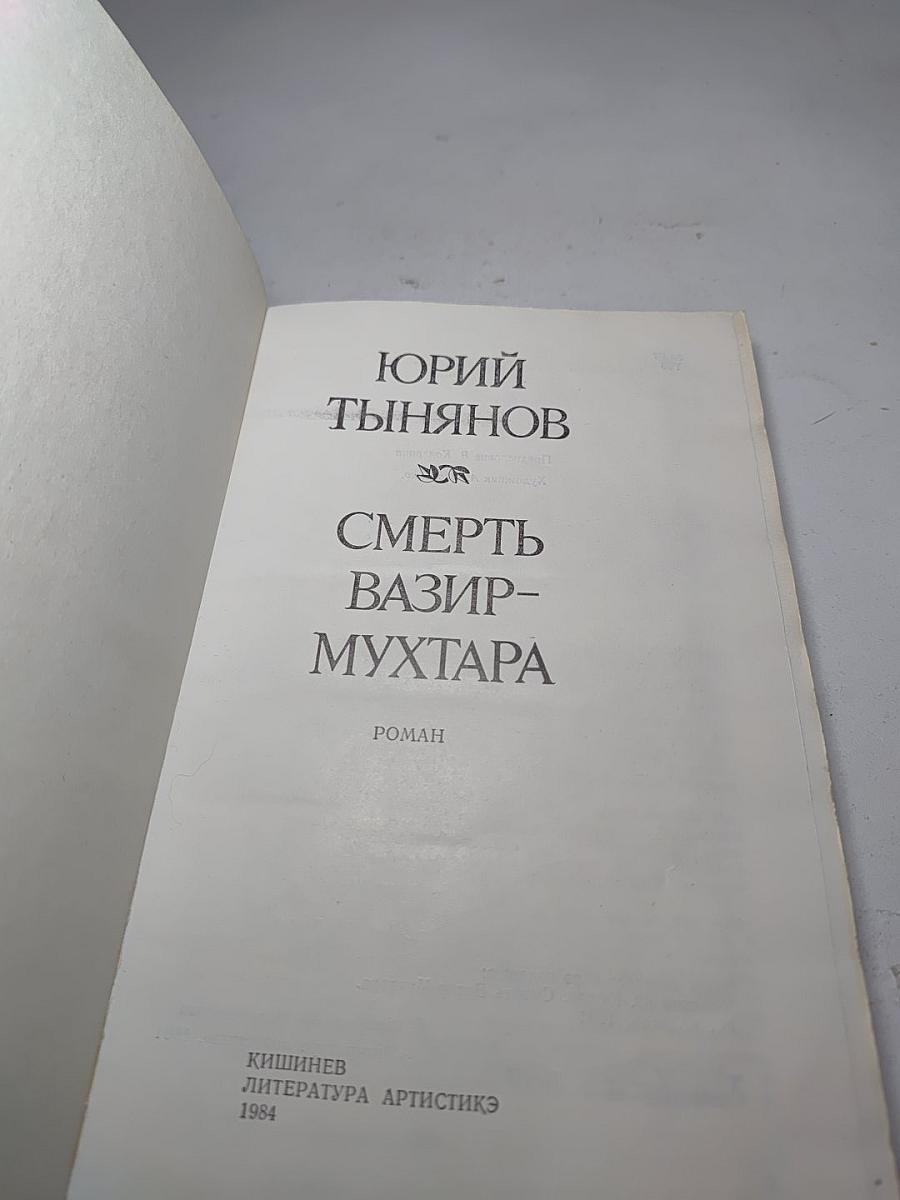 ЮРИЙ
ТЫНЯНОВ
СМЕРТЬ
ВАЗИР-
МУХТАРА
РОМАН
КИШИНЕВ
ЛИТЕРАТУРА АРТИСТИКЭ
1984